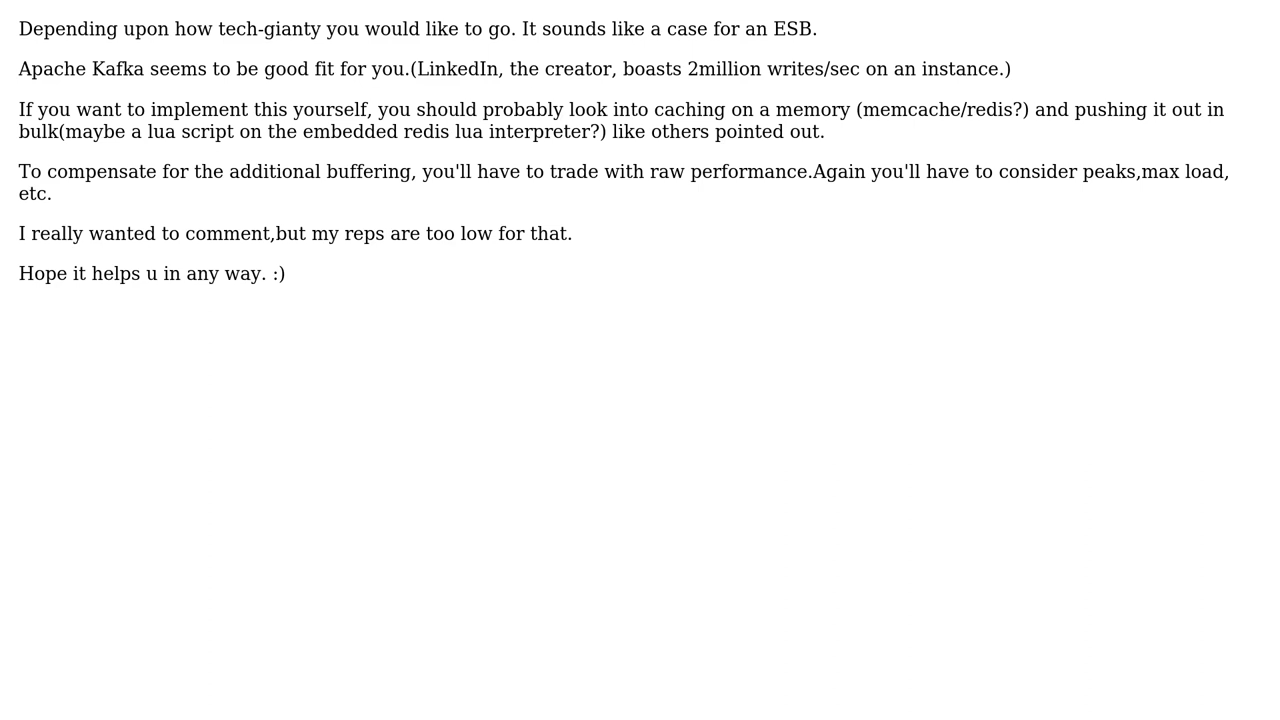 Depending upon how tech-gianty you would like to go. It sounds like a case for an ESB.
Apache Kafka seems to be good fit for you.(LinkedIn, the creator, boasts 2million writes/sec on an instance.)
If you want to implement this yourself, you should probably look into caching on a memory (memcache/redis?) and pushing it out in
bulk(maybe a lua script on the embedded redis lua interpreter?) like others pointed out.
To compensate for the additional buffering, you'll have to trade with raw performance.Again you'll have to consider peaks,max load,
etc.
I really wanted to comment,but my reps are too low for that.
Hope it helps u in any way. :)